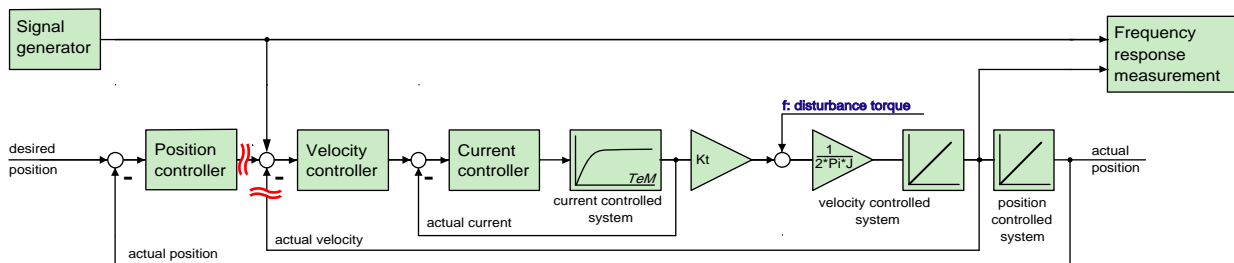 Signal
generator
Frequency
response
measurement
f: disturbance torque
desired
position
Position
controller
Velocity
controller
Current
controller
TeM
Kt
1
2*Pi*J
actual
position
-
-
-
current controlled
system
velocity controlled
system
position
controlled
system
actual current
actual velocity
actual position